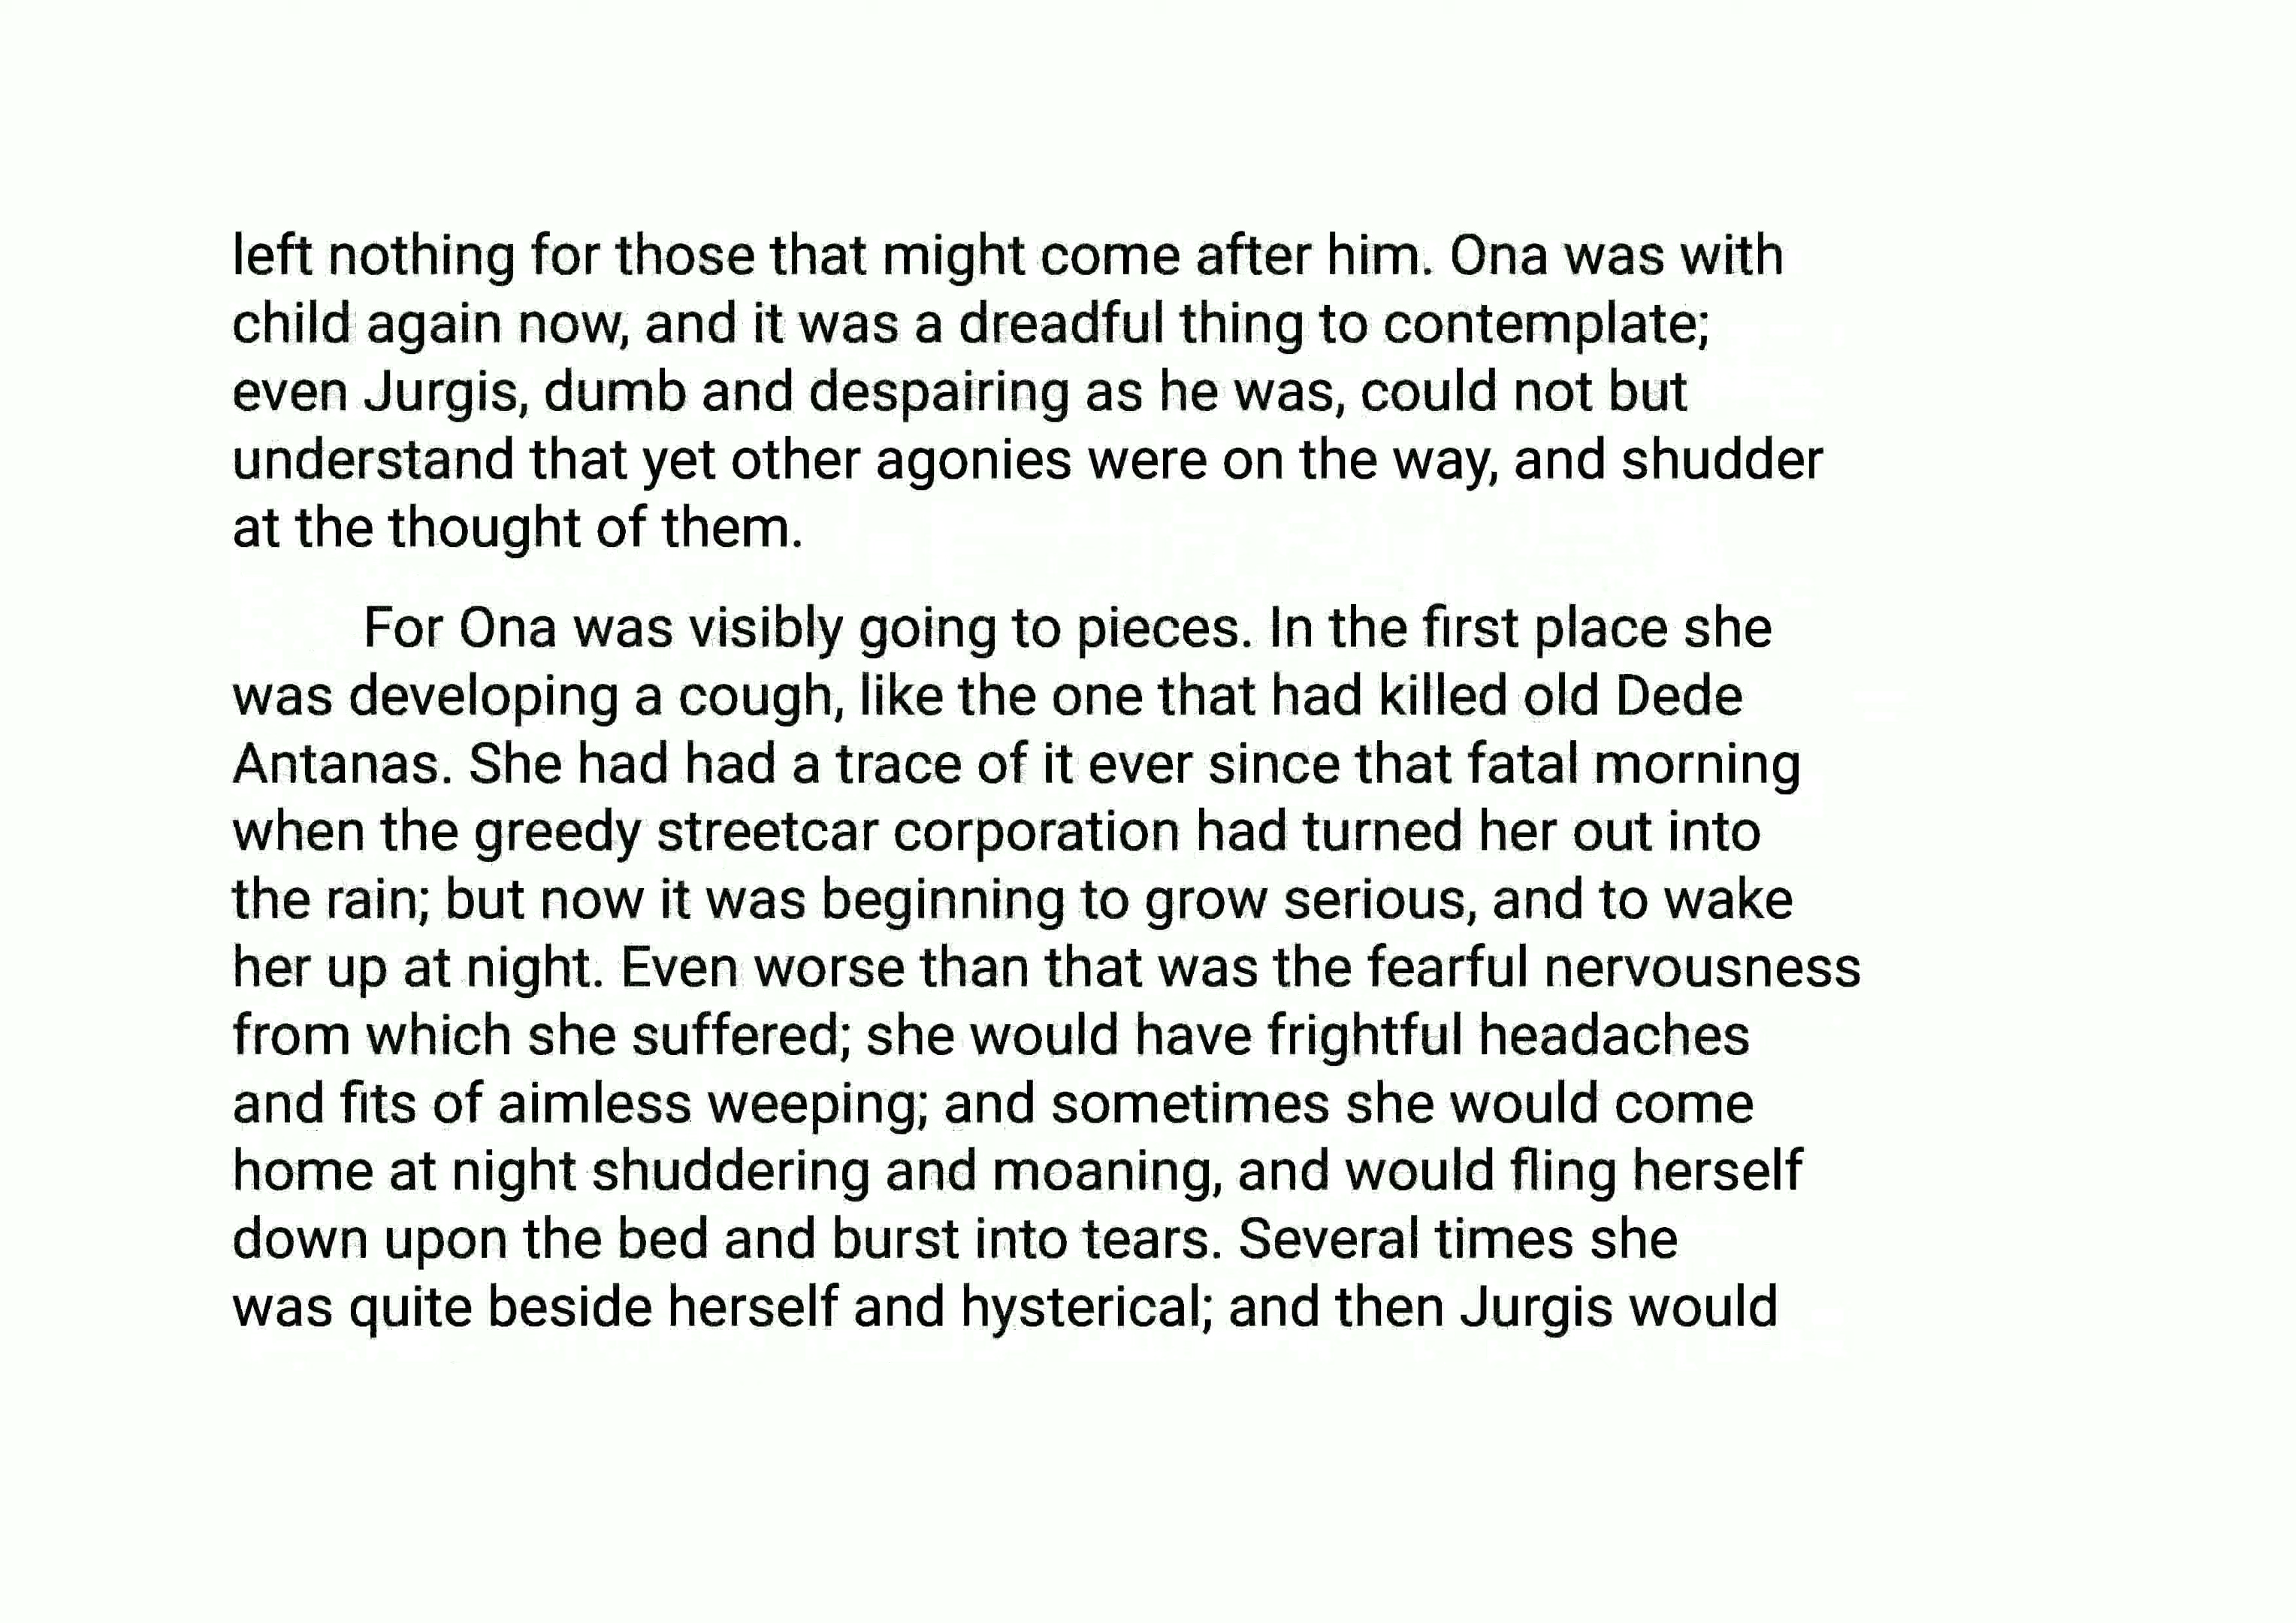 left nothing for those that might come after him. Ona was with
child again now, and it was a dreadful thing to contemplate;
even Jurgis, dumb and despairing as he was, could not but
understand that yet other agonies were on the way, and shudder
at the thought of them.
For Ona was visibly going to pieces. In the first place she
was developing a cough, like the one that had killed old Dede
Antanas. She had had a trace of it ever since that fatal morning
when the greedy streetcar corporation had turned her out into
the rain; but now it was beginning to grow serious, and to wake
her up at night. Even worse than that was the fearful nervousness
from which she suffered; she would have frightful headaches
and fits of aimless weeping; and sometimes she would come
home at night shuddering and moaning, and would fling herself
down upon the bed and burst into tears. Several times she
was quite beside herself and hysterical; and then Jurgis would